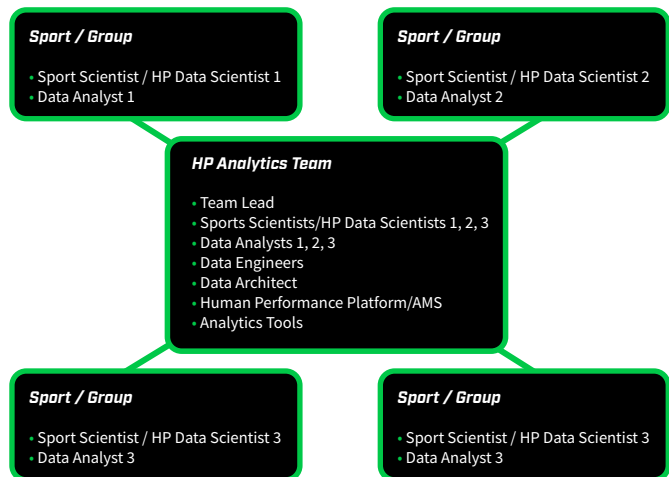 Sport / Group
• Sport Scientist / HP Data Scientist 1
• Data Analyst 1
Sport / Group
• Sport Scientist / HP Data Scientist 2
• Data Analyst 2
HP Analytics Team
• Team Lead
• Sports Scientists/HP Data Scientists 1, 2, 3
• Data Analysts 1, 2, 3
• Data Engineers
• Data Architect
• Human Performance Platform/AMS
• Analytics Tools
Sport / Group
• Sport Scientist / HP Data Scientist 3
• Data Analyst 3
Sport / Group
• Sport Scientist / HP Data Scientist 3
• Data Analyst 3